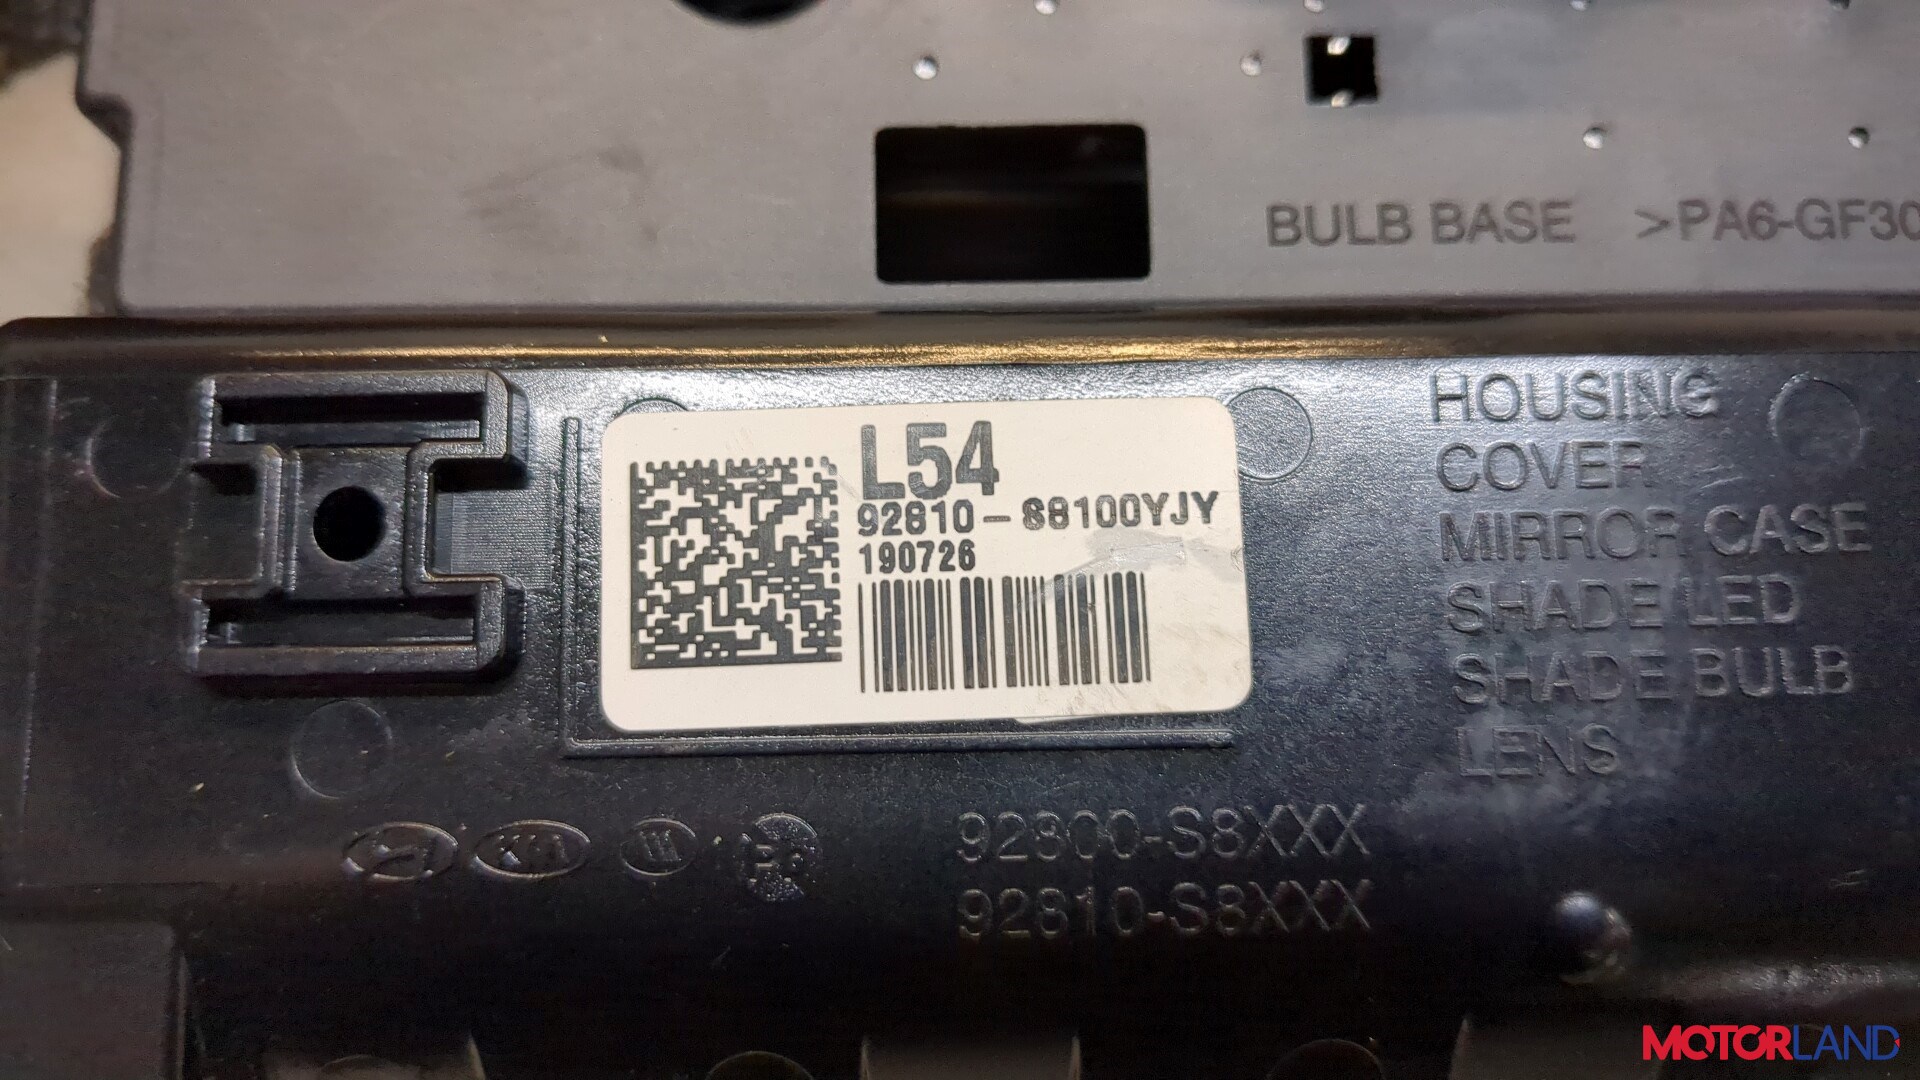 BULB BASE >PA6-GF30
L54
92810-S8100YJY
190726
HOUSING
COVER
MIRROR CASE
SHADE LED
SHADE BULB
LENS
KIA
92800-S8XXX
92810-S8XXX
MOTORLAND